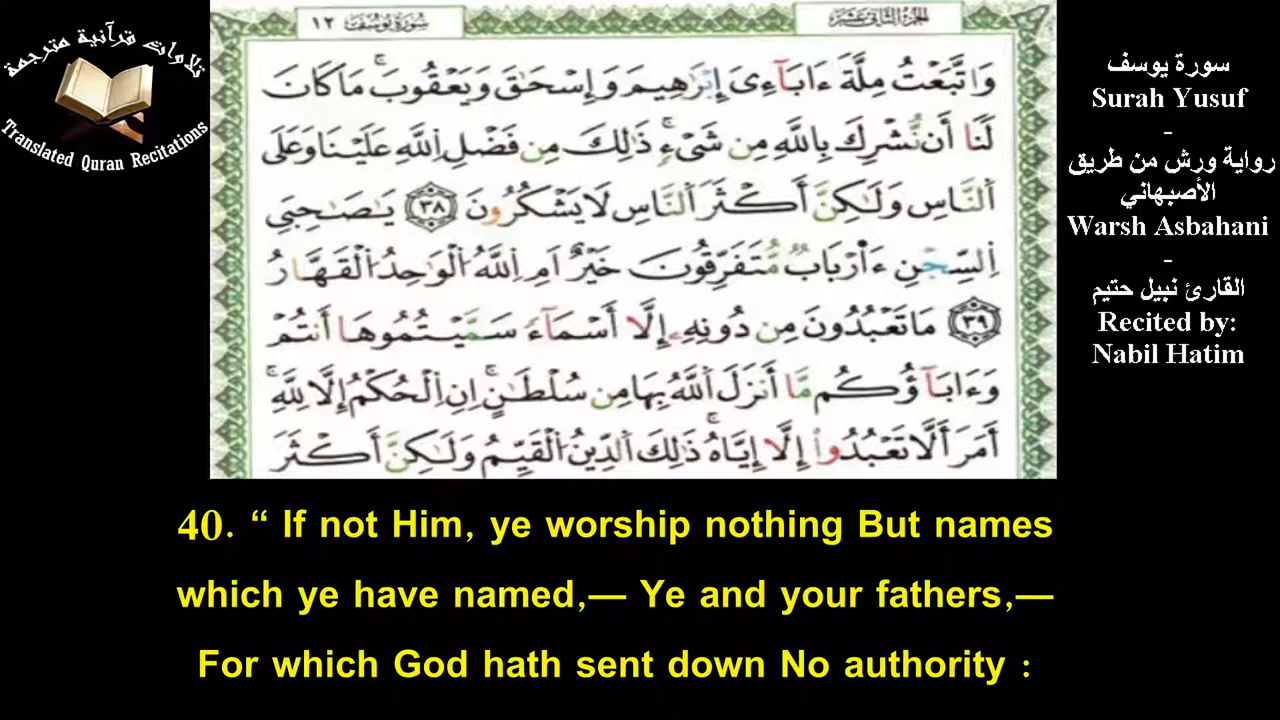 تلاوات قرآنية مترجمة
Translated Quran Recitations
سورة يوسف ١٢
الجزء الثاني عشر
وَاتَّبَعْتُ مِلَّةَ ءَابَآءِى إِبْرَٰهِيمَ وَإِسْحَٰقَ وَيَعْقُوبَ ۚ مَا كَانَ
لَنَا أَن نُّشْرِكَ بِاللَّهِ مِن شَىْءٍ ۚ ذَٰلِكَ مِن فَضْلِ اللَّهِ عَلَيْنَا وَعَلَى
النَّاسِ وَلَٰكِنَّ أَكْثَرَ النَّاسِ لَا يَشْكُرُونَ ٣٨ يَٰصَٰحِبَىِ
السِّجْنِ ءَاَرْبَابٌ مُّتَفَرِّقُونَ خَيْرٌ أَمِ اللَّهُ الْوَٰحِدُ الْقَهَّارُ
٣٩ مَا تَعْبُدُونَ مِن دُونِهِ إِلَّا أَسْمَآءً سَمَّيْتُمُوهَا أَنتُمْ
وَءَابَآؤُكُم مَّا أَنزَلَ اللَّهُ بِهَا مِن سُلْطَٰنٍ ۚ اِنِ الْحُكْمُ إِلَّا لِلَّهِ ۚ
أَمَرَ أَلَّا تَعْبُدُوا إِلَّا إِيَّاهُ ۚ ذَٰلِكَ الدِّينُ الْقَيِّمُ وَلَٰكِنَّ أَكْثَرَ
سورة يوسف
Surah Yusuf
-
رواية ورش من طريق
الأصبهاني
Warsh Asbahani
-
القارئ نبيل حتيم
Recited by:
Nabil Hatim
40. “ If not Him, ye worship nothing But names
which ye have named,— Ye and your fathers,—
For which God hath sent down No authority :